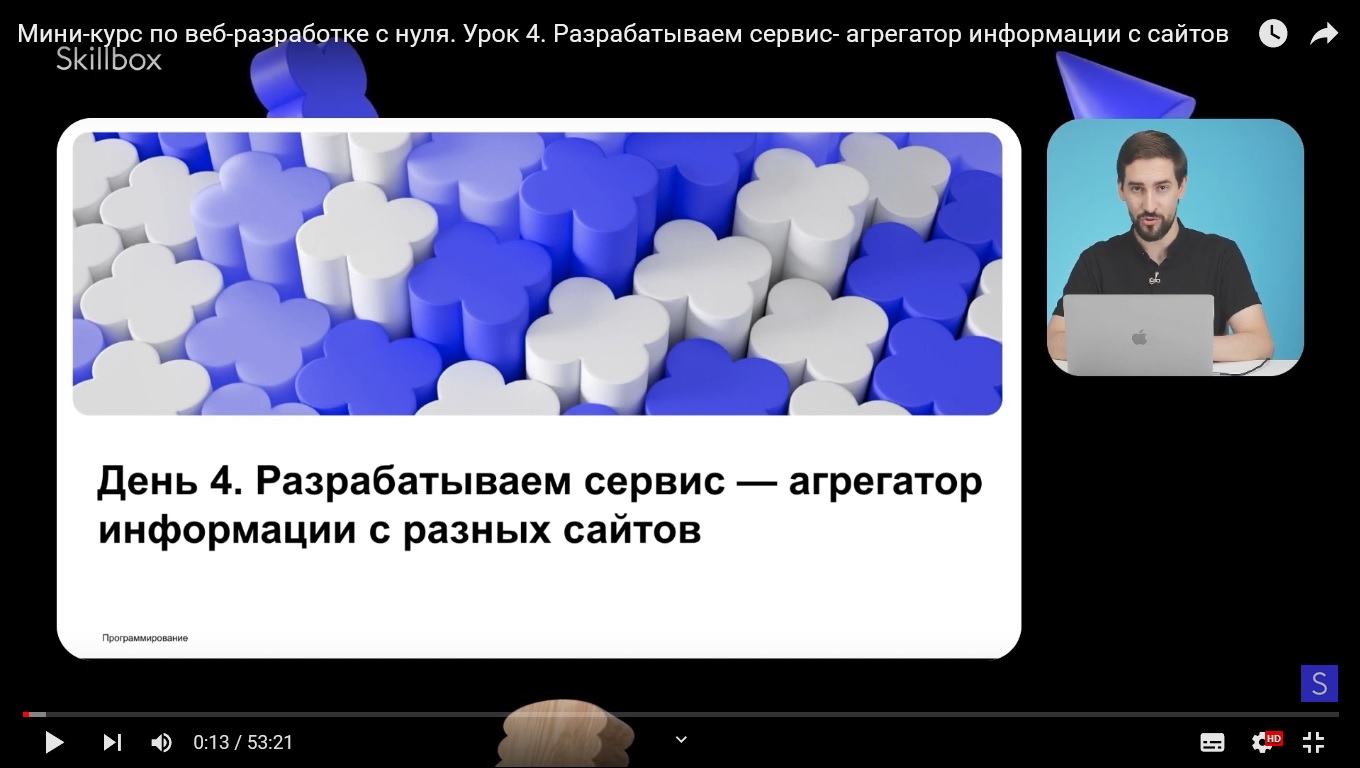 Мини-курс по веб-разработке с нуля. Урок 4. Разрабатываем сервис- агрегатор информации с сайтов
Skillbox
День 4. Разрабатываем сервис — агрегатор
информации с разных сайтов
Программирование
S
0:13 / 53:21
HD